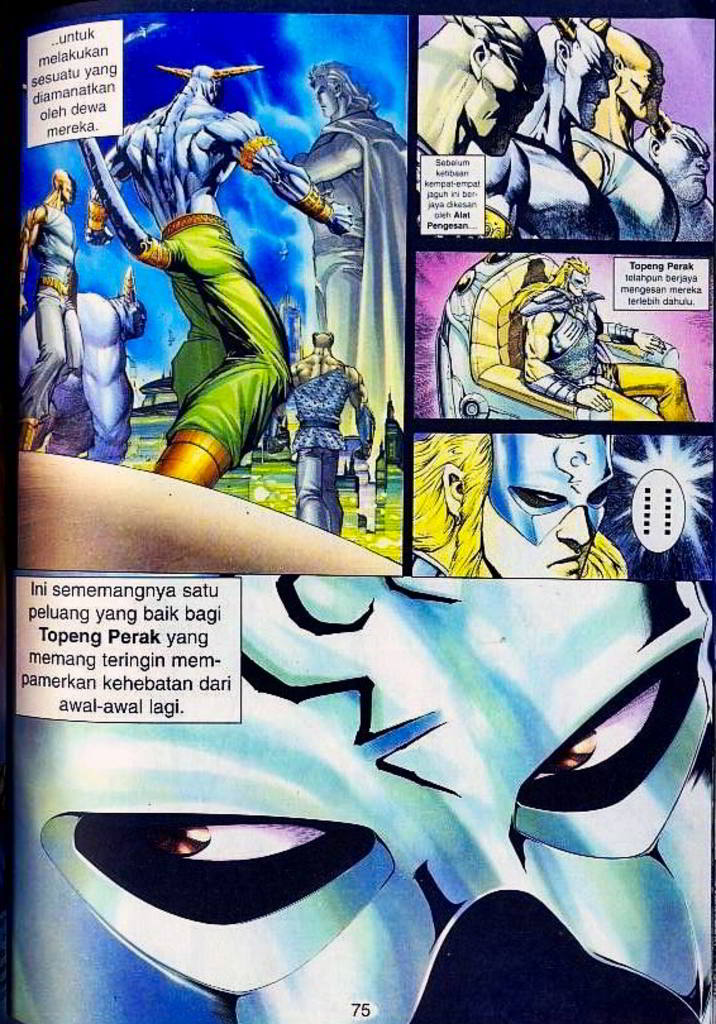 ..untuk
melakukan
sesuatu yang
diamanatkan
oleh dewa
mereka.
Sebelum
ketibaan
kempat-empat
jaguh ini ber-
jaya dikesan
oleh Alat
Pengesan...
Topeng Perak
telahpun berjaya
mengesan mereka
terlebih dahulu.
Ini sememangnya satu
peluang yang baik bagi
Topeng Perak yang
memang teringin mem-
pamerkan kehebatan dari
awal-awal lagi.
75